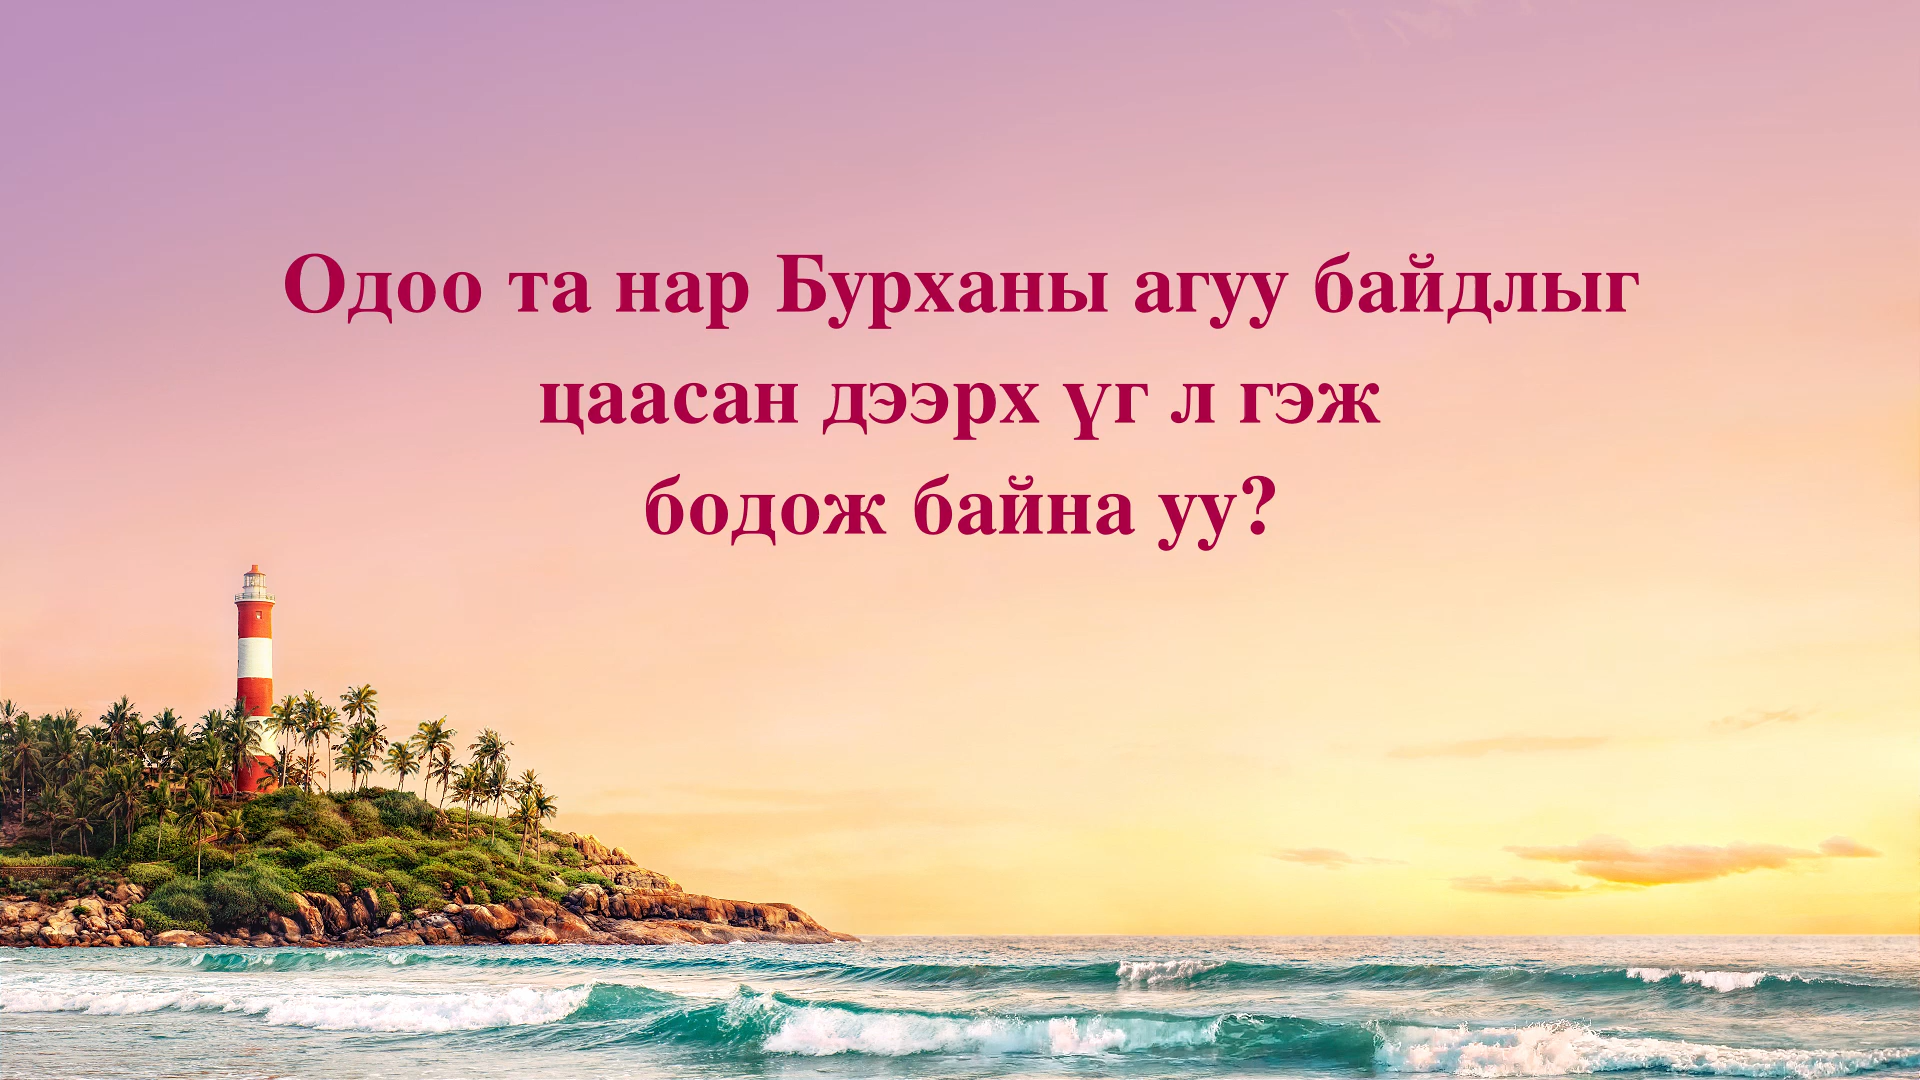 Одоо та нар Бурханы агуу байдлыг
цаасан дээрх үг л гэж
бодож байна уу?